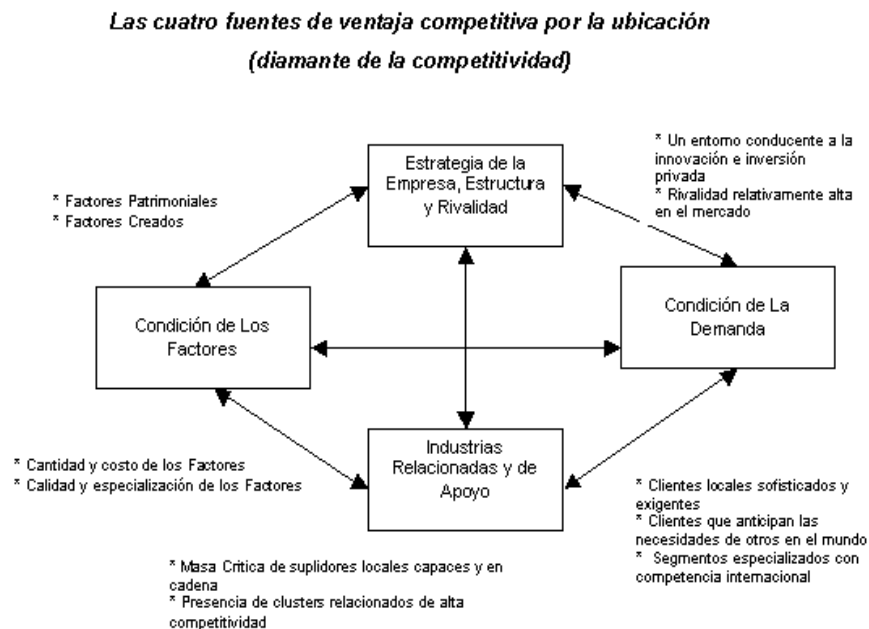 Las cuatro fuentes de ventaja competitiva por la ubicación
(diamante de la competitividad)
Estrategia de la
Empresa, Estructura
y Rivalidad
* Un entorno conducente a la
innovación e inversión
privada
* Rivalidad relativamente alta
en el mercado
* Factores Patrimoniales
* Factores Creados
Condición de Los
Factores
Condición de La
Demanda
Industrias
Relacionadas y de
Apoyo
* Cantidad y costo de los Factores
* Calidad y especialización de los Factores
* Clientes locales sofisticados y
exigentes
* Clientes que anticipan las
necesidades de otros en el mundo
* Segmentos especializados con
competencia internacional
* Masa Critica de suplidores locales capaces y en
cadena
* Presencia de clusters relacionados de alta
competitividad